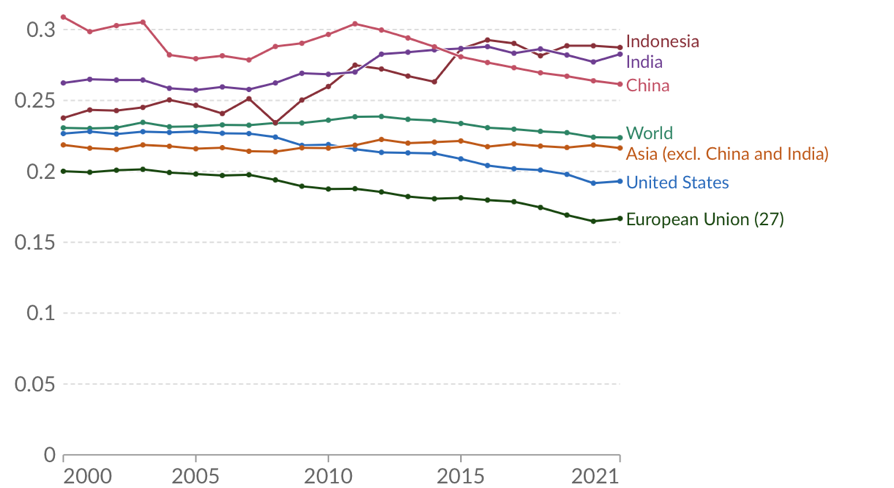 0.3
Indonesia
India
China
0.25
World
Asia (excl. China and India)
0.2
United States
European Union (27)
0.15
0.1
0.05
0
2000 2005 2010 2015 2021